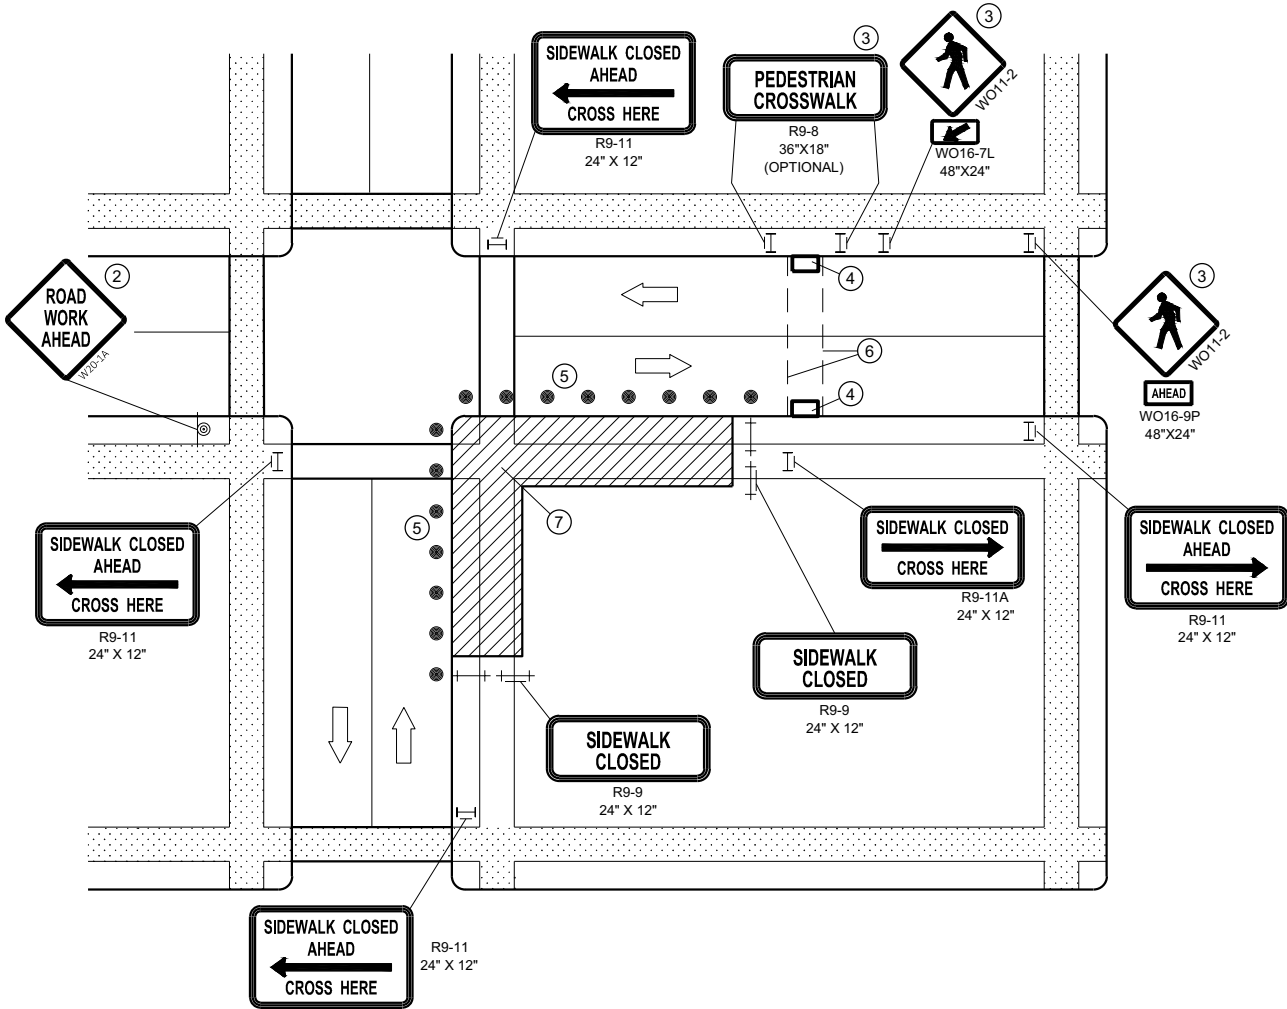 SIDEWALK CLOSED
AHEAD
CROSS HERE
R9-11
24" X 12"
3
PEDESTRIAN
CROSSWALK
R9-8
36"X18"
(OPTIONAL)
3
WO11-2
WO16-7L
48"X24"
2
ROAD
WORK
AHEAD
W20-1A
4
3
WO11-2
AHEAD
WO16-9P
48"X24"
6
5
4
5
7
SIDEWALK CLOSED
AHEAD
CROSS HERE
R9-11
24" X 12"
SIDEWALK CLOSED
CROSS HERE
R9-11A
24" X 12"
SIDEWALK CLOSED
AHEAD
CROSS HERE
R9-11
24" X 12"
SIDEWALK
CLOSED
R9-9
24" X 12"
SIDEWALK
CLOSED
R9-9
24" X 12"
SIDEWALK CLOSED
AHEAD
CROSS HERE
R9-11
24" X 12"